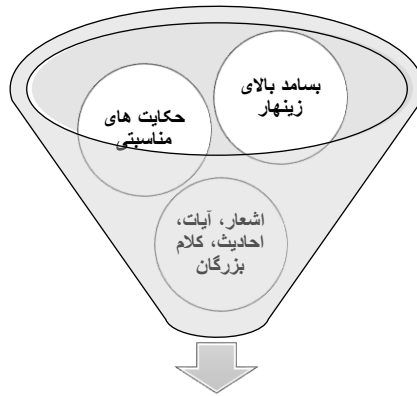 بسامد بالای
زینهار
حکایت های
مناسبتی
اشعار، آیات،
احادیث، کلام
بزرگان